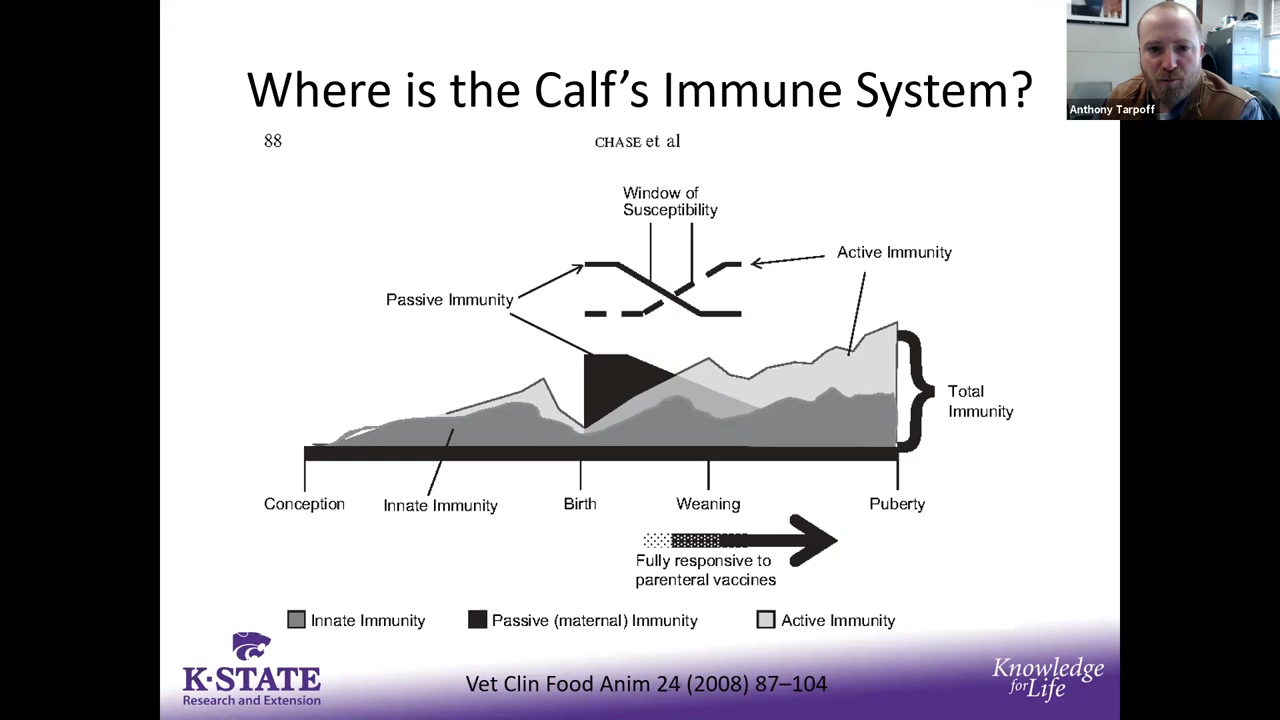 Where is the Calf's Immune System?
Anthony Tarpoff
88
CHASE et al
Window of
Susceptibility
Active Immunity
Passive Immunity
Total
Immunity
Conception
Innate Immunity
Birth
Weaning
Puberty
Fully responsive to
parenteral vaccines
Innate Immunity
Passive (maternal) Immunity
Active Immunity
K-STATE
Research and Extension
Vet Clin Food Anim 24 (2008) 87–104
Knowledge
for Life